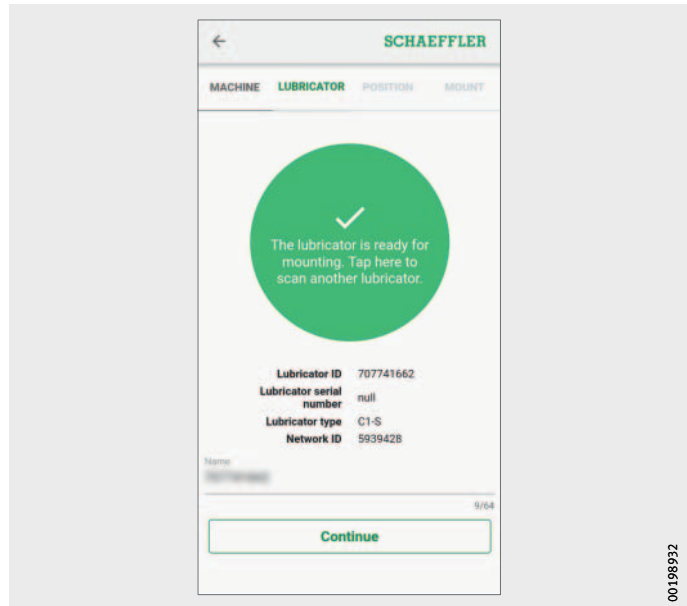 SCHAEFFLER
MACHINE LUBRICATOR POSITION MOUNT
The lubricator is ready for
mounting. Tap here to
scan another lubricator.
Lubricator ID 707741662
Lubricator serial
number null
Lubricator type C1-S
Network ID 5939428
Name
9/64
Continue
00198932